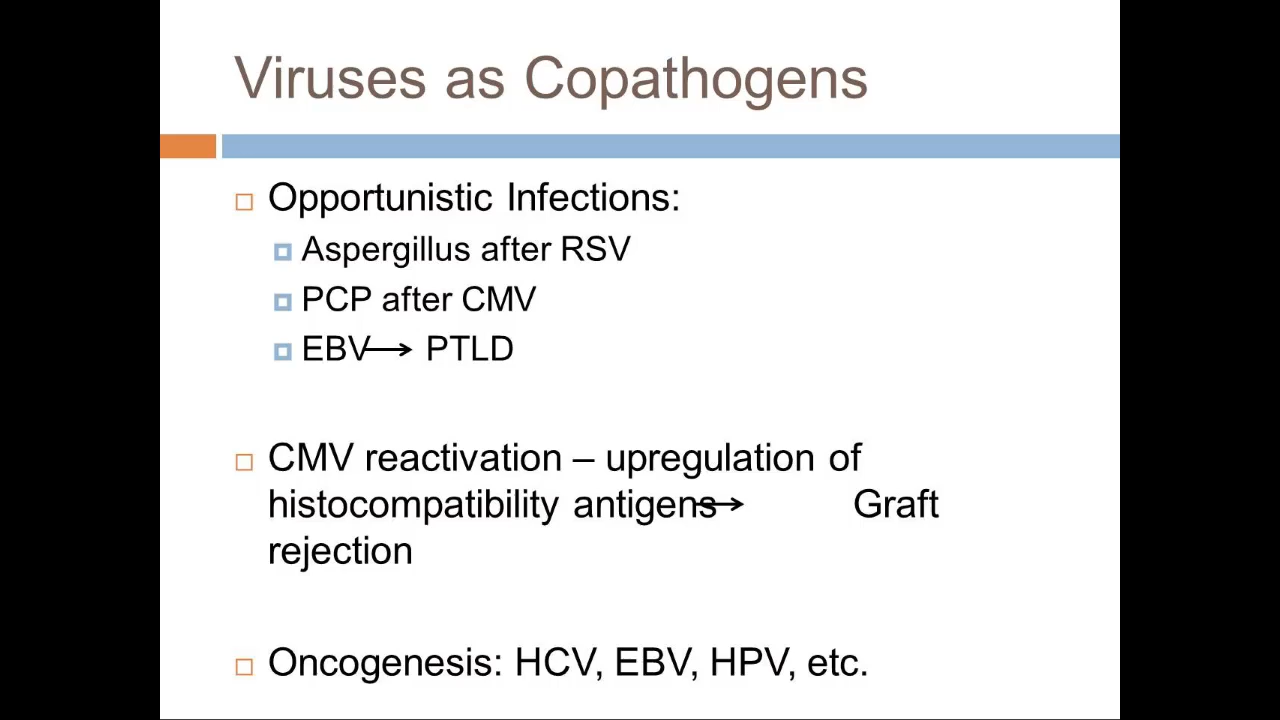 Viruses as Copathogens
Opportunistic Infections:
Aspergillus after RSV
PCP after CMV
EBV → PTLD
CMV reactivation – upregulation of
histocompatibility antigens → Graft
rejection
Oncogenesis: HCV, EBV, HPV, etc.